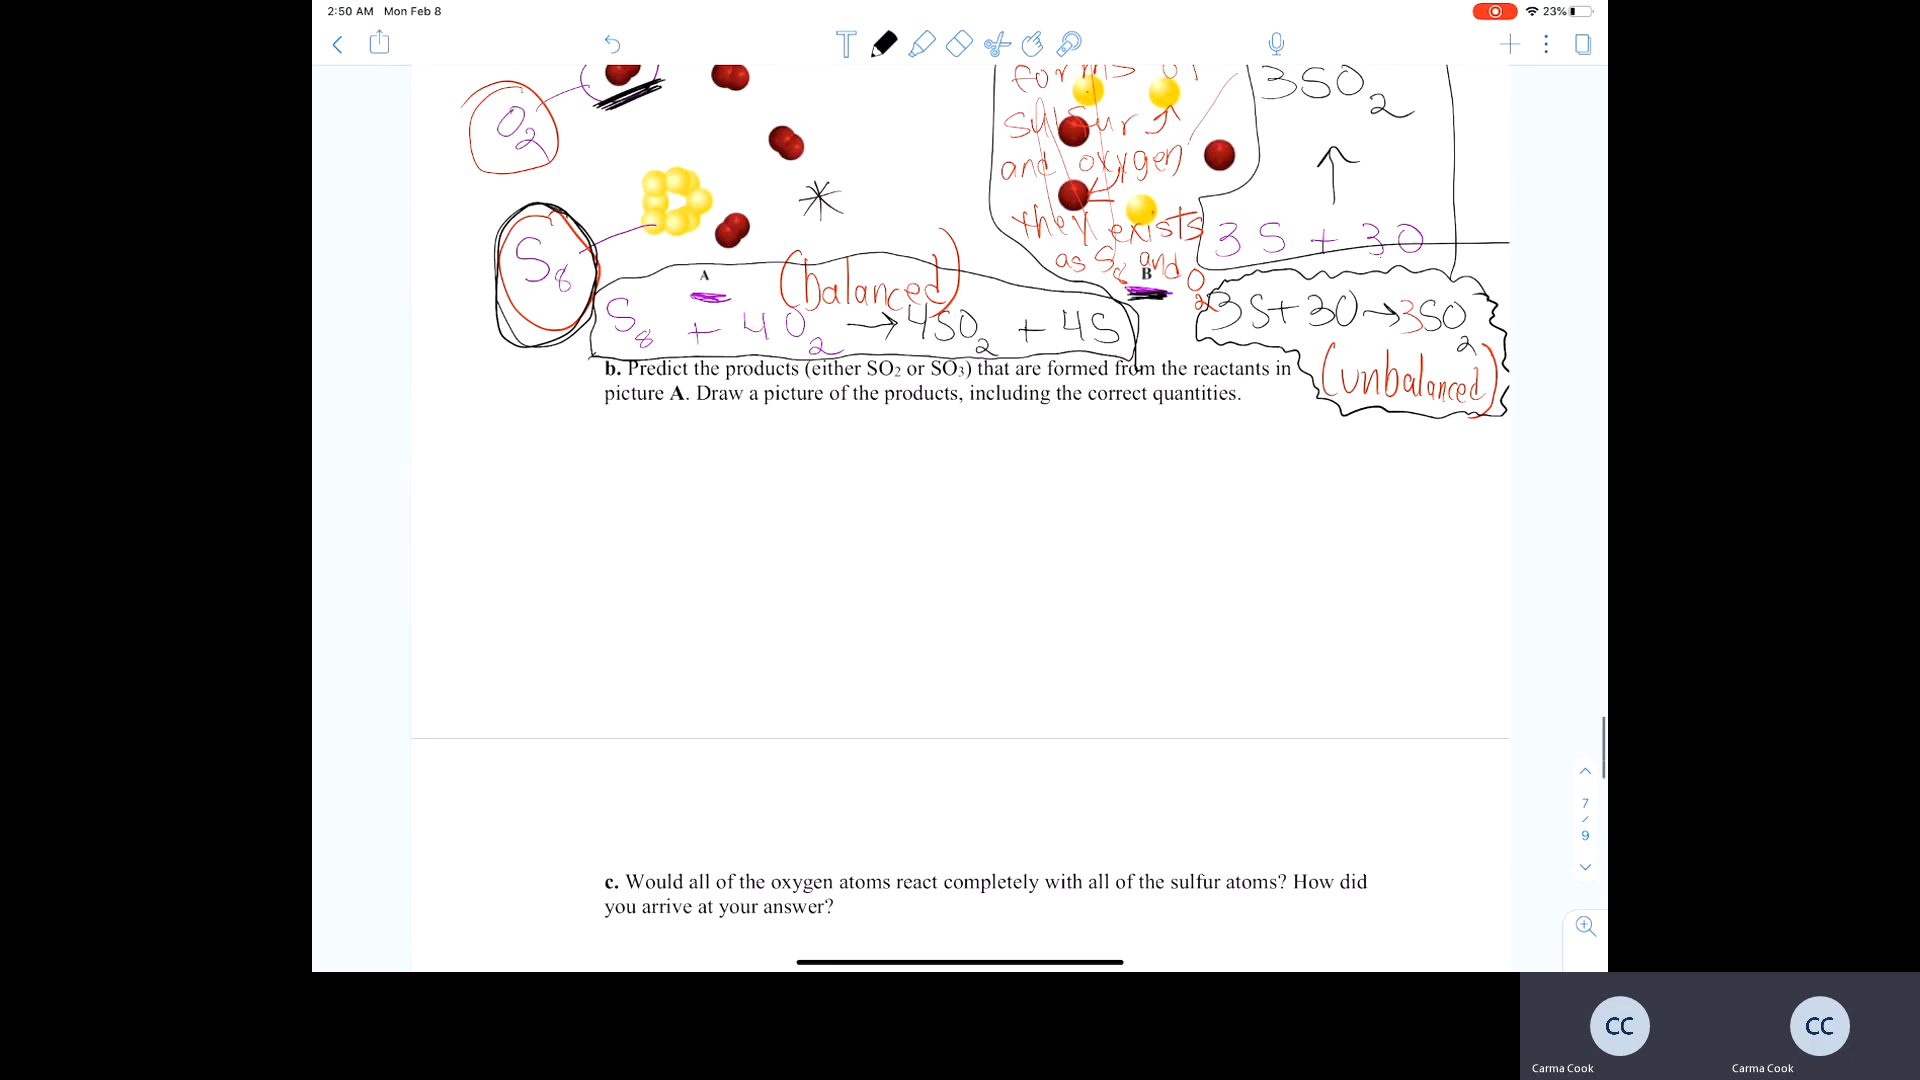 2:50 AM Mon Feb 8
23%
T
forms of
sulfur
and oxygen
they exists
as S8 and O2
O2
S8
3SO2
3S + 3O
A
B
(balanced)
S8 + 4O2 → 4SO2 + 4S
3S+3O→3SO2
(unbalanced)
b. Predict the products (either SO2 or SO3) that are formed from the reactants in
picture A. Draw a picture of the products, including the correct quantities.
7
/
9
c. Would all of the oxygen atoms react completely with all of the sulfur atoms? How did
you arrive at your answer?
CC
CC
Carma Cook
Carma Cook